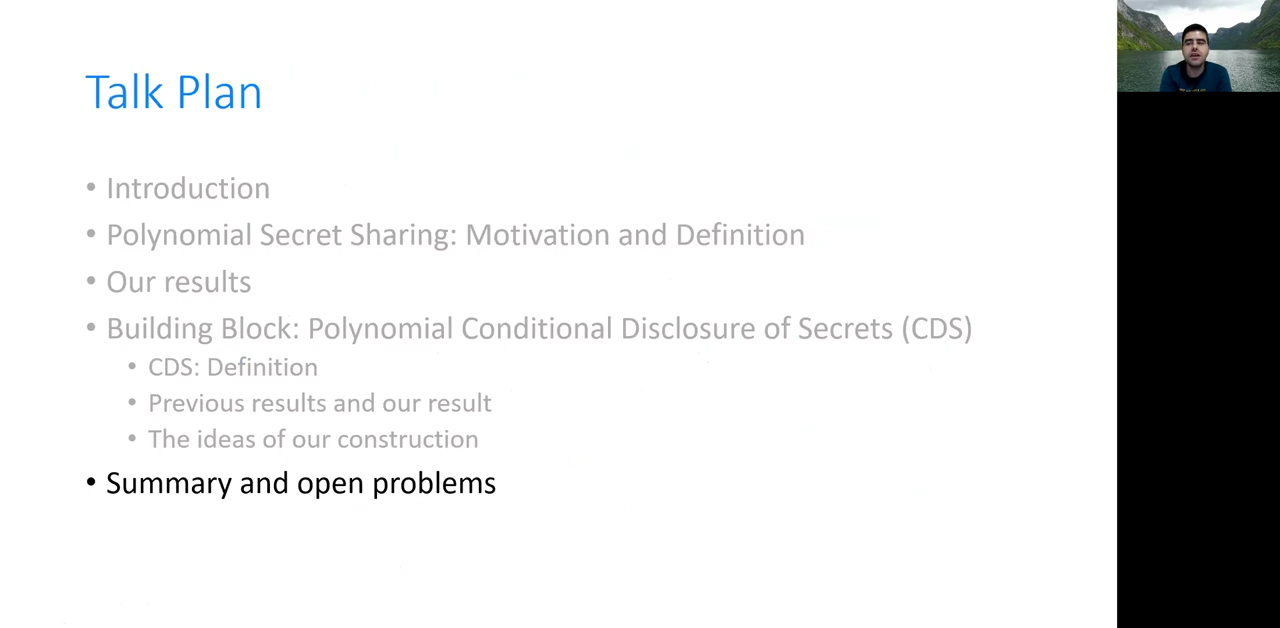 Talk Plan
• Introduction
• Polynomial Secret Sharing: Motivation and Definition
• Our results
• Building Block: Polynomial Conditional Disclosure of Secrets (CDS)
• CDS: Definition
• Previous results and our result
• The ideas of our construction
• Summary and open problems